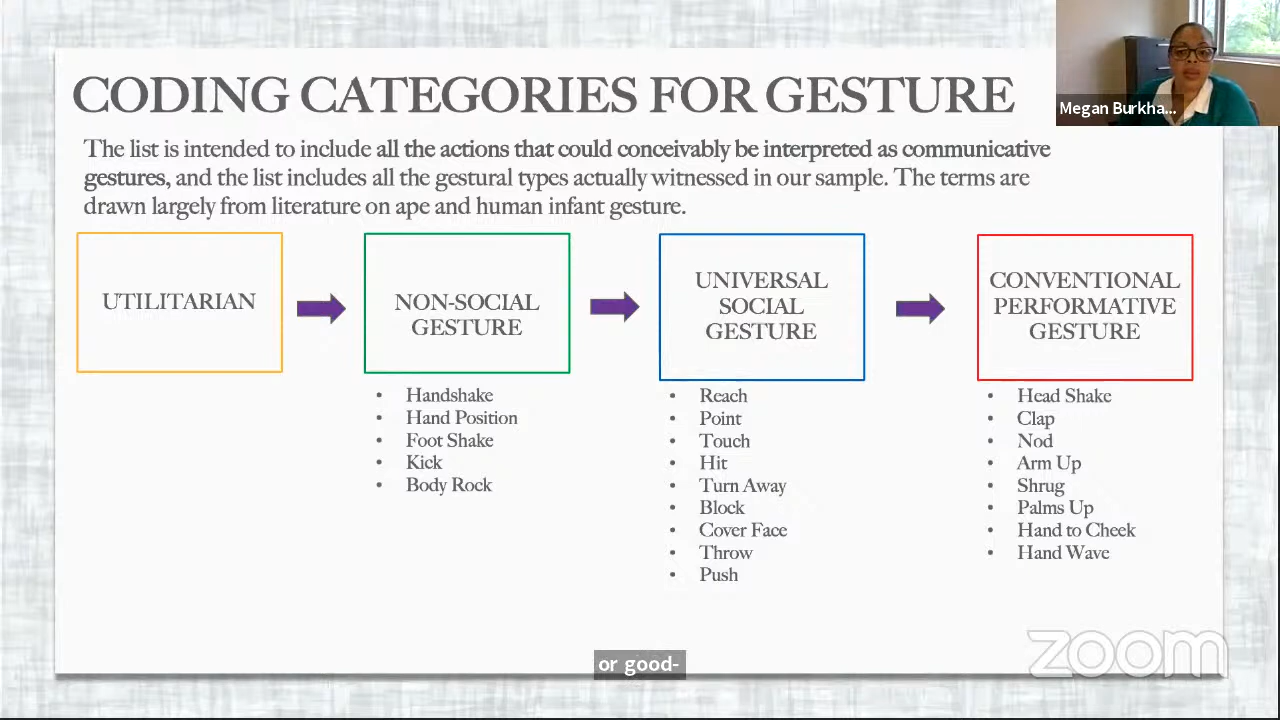 CODING CATEGORIES FOR GESTURE
Megan Burkha...
The list is intended to include all the actions that could conceivably be interpreted as communicative
gestures, and the list includes all the gestural types actually witnessed in our sample. The terms are
drawn largely from literature on ape and human infant gesture.
UTILITARIAN
NON-SOCIAL
GESTURE
• Handshake
• Hand Position
• Foot Shake
• Kick
• Body Rock
UNIVERSAL
SOCIAL
GESTURE
• Reach
• Point
• Touch
• Hit
• Turn Away
• Block
• Cover Face
• Throw
• Push
CONVENTIONAL
PERFORMATIVE
GESTURE
• Head Shake
• Clap
• Nod
• Arm Up
• Shrug
• Palms Up
• Hand to Cheek
• Hand Wave
or good-
zoom